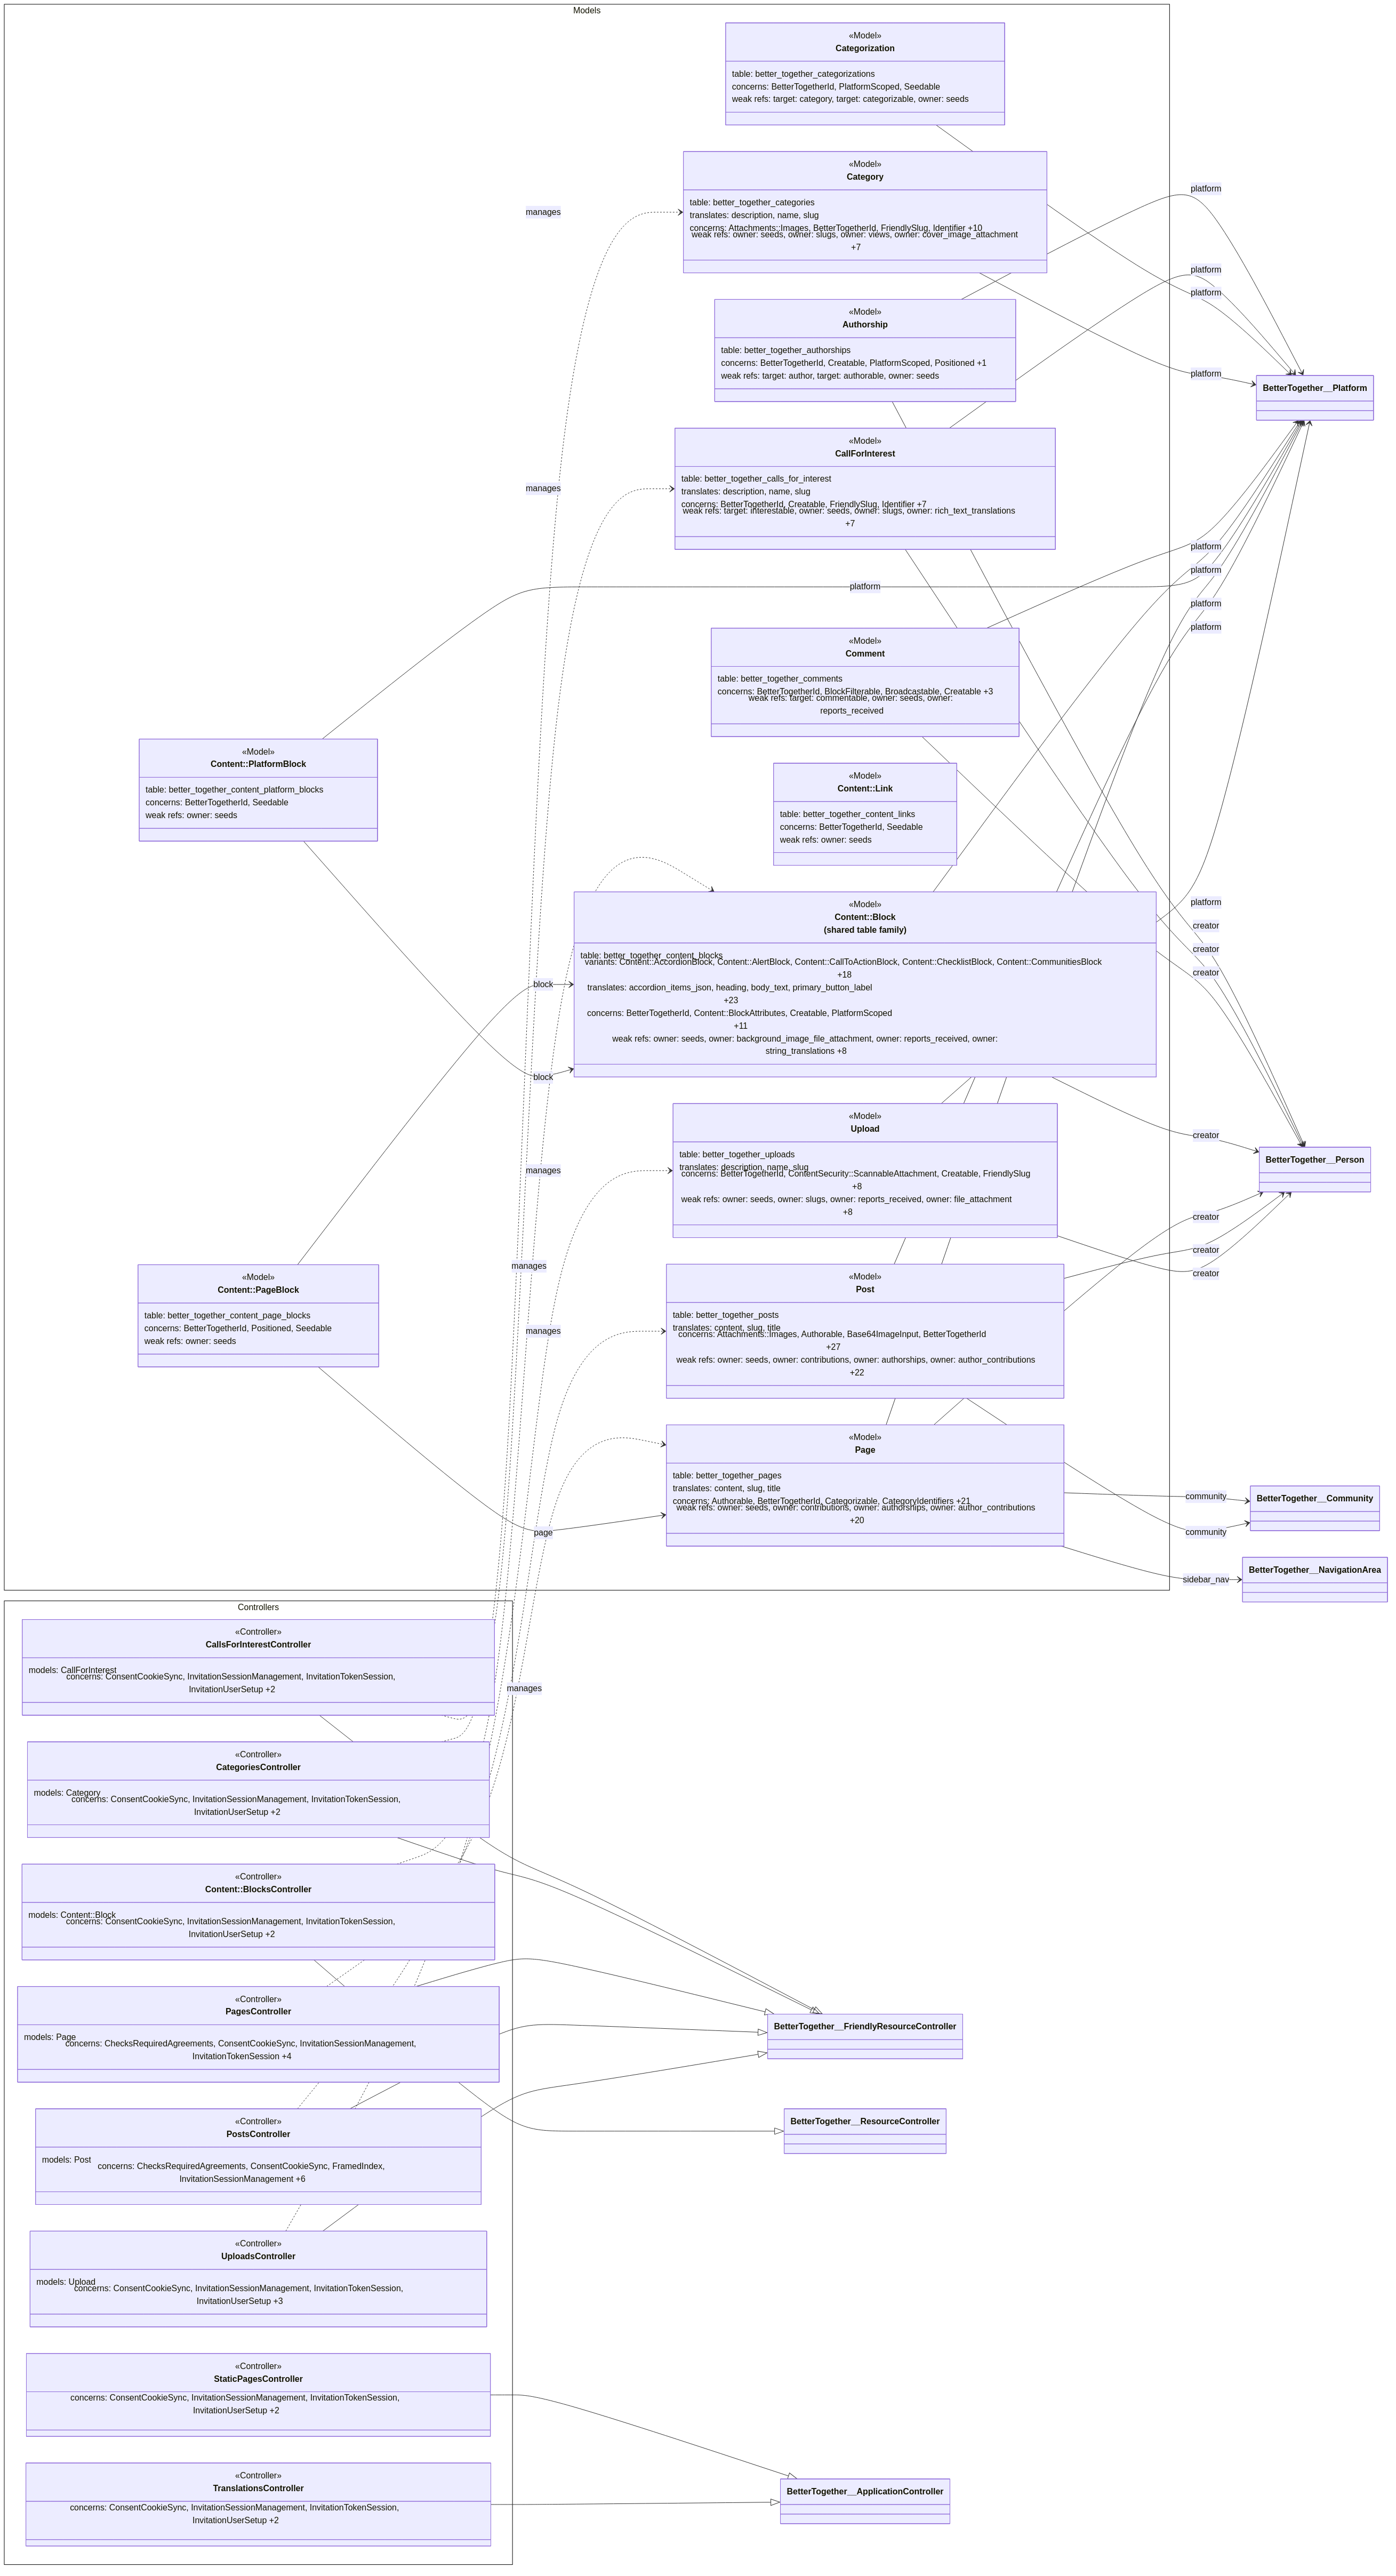 Models
«Model»
Categorization
table: better_together_categorizations
concerns: BetterTogetherId, PlatformScoped, Seedable
weak refs: target: category, target: categorizable, owner: seeds
«Model»
Category
table: better_together_categories
translates: description, name, slug
concerns: Attachments::Images, BetterTogetherId, FriendlySlug, Identifier +10
weak refs: owner: seeds, owner: slugs, owner: views, owner: cover_image_attachment
+7
«Model»
Authorship
table: better_together_authorships
concerns: BetterTogetherId, Creatable, PlatformScoped, Positioned +1
weak refs: target: author, target: authorable, owner: seeds
«Model»
CallForInterest
table: better_together_calls_for_interest
translates: description, name, slug
concerns: BetterTogetherId, Creatable, FriendlySlug, Identifier +7
weak refs: target: interestable, owner: seeds, owner: slugs, owner: rich_text_translations
+7
«Model»
Comment
table: better_together_comments
concerns: BetterTogetherId, BlockFilterable, Broadcastable, Creatable +3
weak refs: target: commentable, owner: seeds, owner:
reports_received
«Model»
Content::PlatformBlock
table: better_together_content_platform_blocks
concerns: BetterTogetherId, Seedable
weak refs: owner: seeds
«Model»
Content::Link
table: better_together_content_links
concerns: BetterTogetherId, Seedable
weak refs: owner: seeds
«Model»
Content::Block
(shared table family)
table: better_together_content_blocks
variants: Content::AccordionBlock, Content::AlertBlock, Content::CallToActionBlock, Content::ChecklistBlock, Content::CommunitiesBlock
+18
translates: accordion_items_json, heading, body_text, primary_button_label
+23
concerns: BetterTogetherId, Content::BlockAttributes, Creatable, PlatformScoped
+11
weak refs: owner: seeds, owner: background_image_file_attachment, owner: reports_received, owner:
string_translations +8
«Model»
Upload
table: better_together_uploads
translates: description, name, slug
concerns: BetterTogetherId, ContentSecurity::ScannableAttachment, Creatable, FriendlySlug
+8
weak refs: owner: seeds, owner: slugs, owner: reports_received, owner: file_attachment
+8
«Model»
Content::PageBlock
table: better_together_content_page_blocks
concerns: BetterTogetherId, Positioned, Seedable
weak refs: owner: seeds
«Model»
Post
table: better_together_posts
translates: content, slug, title
concerns: Attachments::Images, Authorable, Base64ImageInput, BetterTogetherId
+27
weak refs: owner: seeds, owner: contributions, owner: authorships, owner: author_contributions
+22
«Model»
Page
table: better_together_pages
translates: content, slug, title
concerns: Authorable, BetterTogetherId, Categorizable, CategoryIdentifiers +21
weak refs: owner: seeds, owner: contributions, owner: authorships, owner: author_contributions
+20
manages
manages
block
block
manages
manages
manages
page
manages
platform
platform
platform
platform
platform
platform
platform
platform
platform
platform
creator
creator
creator
creator
creator
creator
creator
community
community
sidebar_nav
BetterTogether__Platform
BetterTogether__Person
BetterTogether__Community
BetterTogether__NavigationArea
Controllers
«Controller»
CallsForInterestController
models: CallForInterest
concerns: ConsentCookieSync, InvitationSessionManagement, InvitationTokenSession,
InvitationUserSetup +2
«Controller»
CategoriesController
models: Category
concerns: ConsentCookieSync, InvitationSessionManagement, InvitationTokenSession,
InvitationUserSetup +2
«Controller»
Content::BlocksController
models: Content::Block
concerns: ConsentCookieSync, InvitationSessionManagement, InvitationTokenSession,
InvitationUserSetup +2
«Controller»
PagesController
models: Page
concerns: ChecksRequiredAgreements, ConsentCookieSync, InvitationSessionManagement,
InvitationTokenSession +4
«Controller»
PostsController
models: Post
concerns: ChecksRequiredAgreements, ConsentCookieSync, FramedIndex,
InvitationSessionManagement +6
«Controller»
UploadsController
models: Upload
concerns: ConsentCookieSync, InvitationSessionManagement, InvitationTokenSession,
InvitationUserSetup +3
«Controller»
StaticPagesController
concerns: ConsentCookieSync, InvitationSessionManagement, InvitationTokenSession,
InvitationUserSetup +2
«Controller»
TranslationsController
concerns: ConsentCookieSync, InvitationSessionManagement, InvitationTokenSession,
InvitationUserSetup +2
BetterTogether__FriendlyResourceController
BetterTogether__ResourceController
BetterTogether__ApplicationController